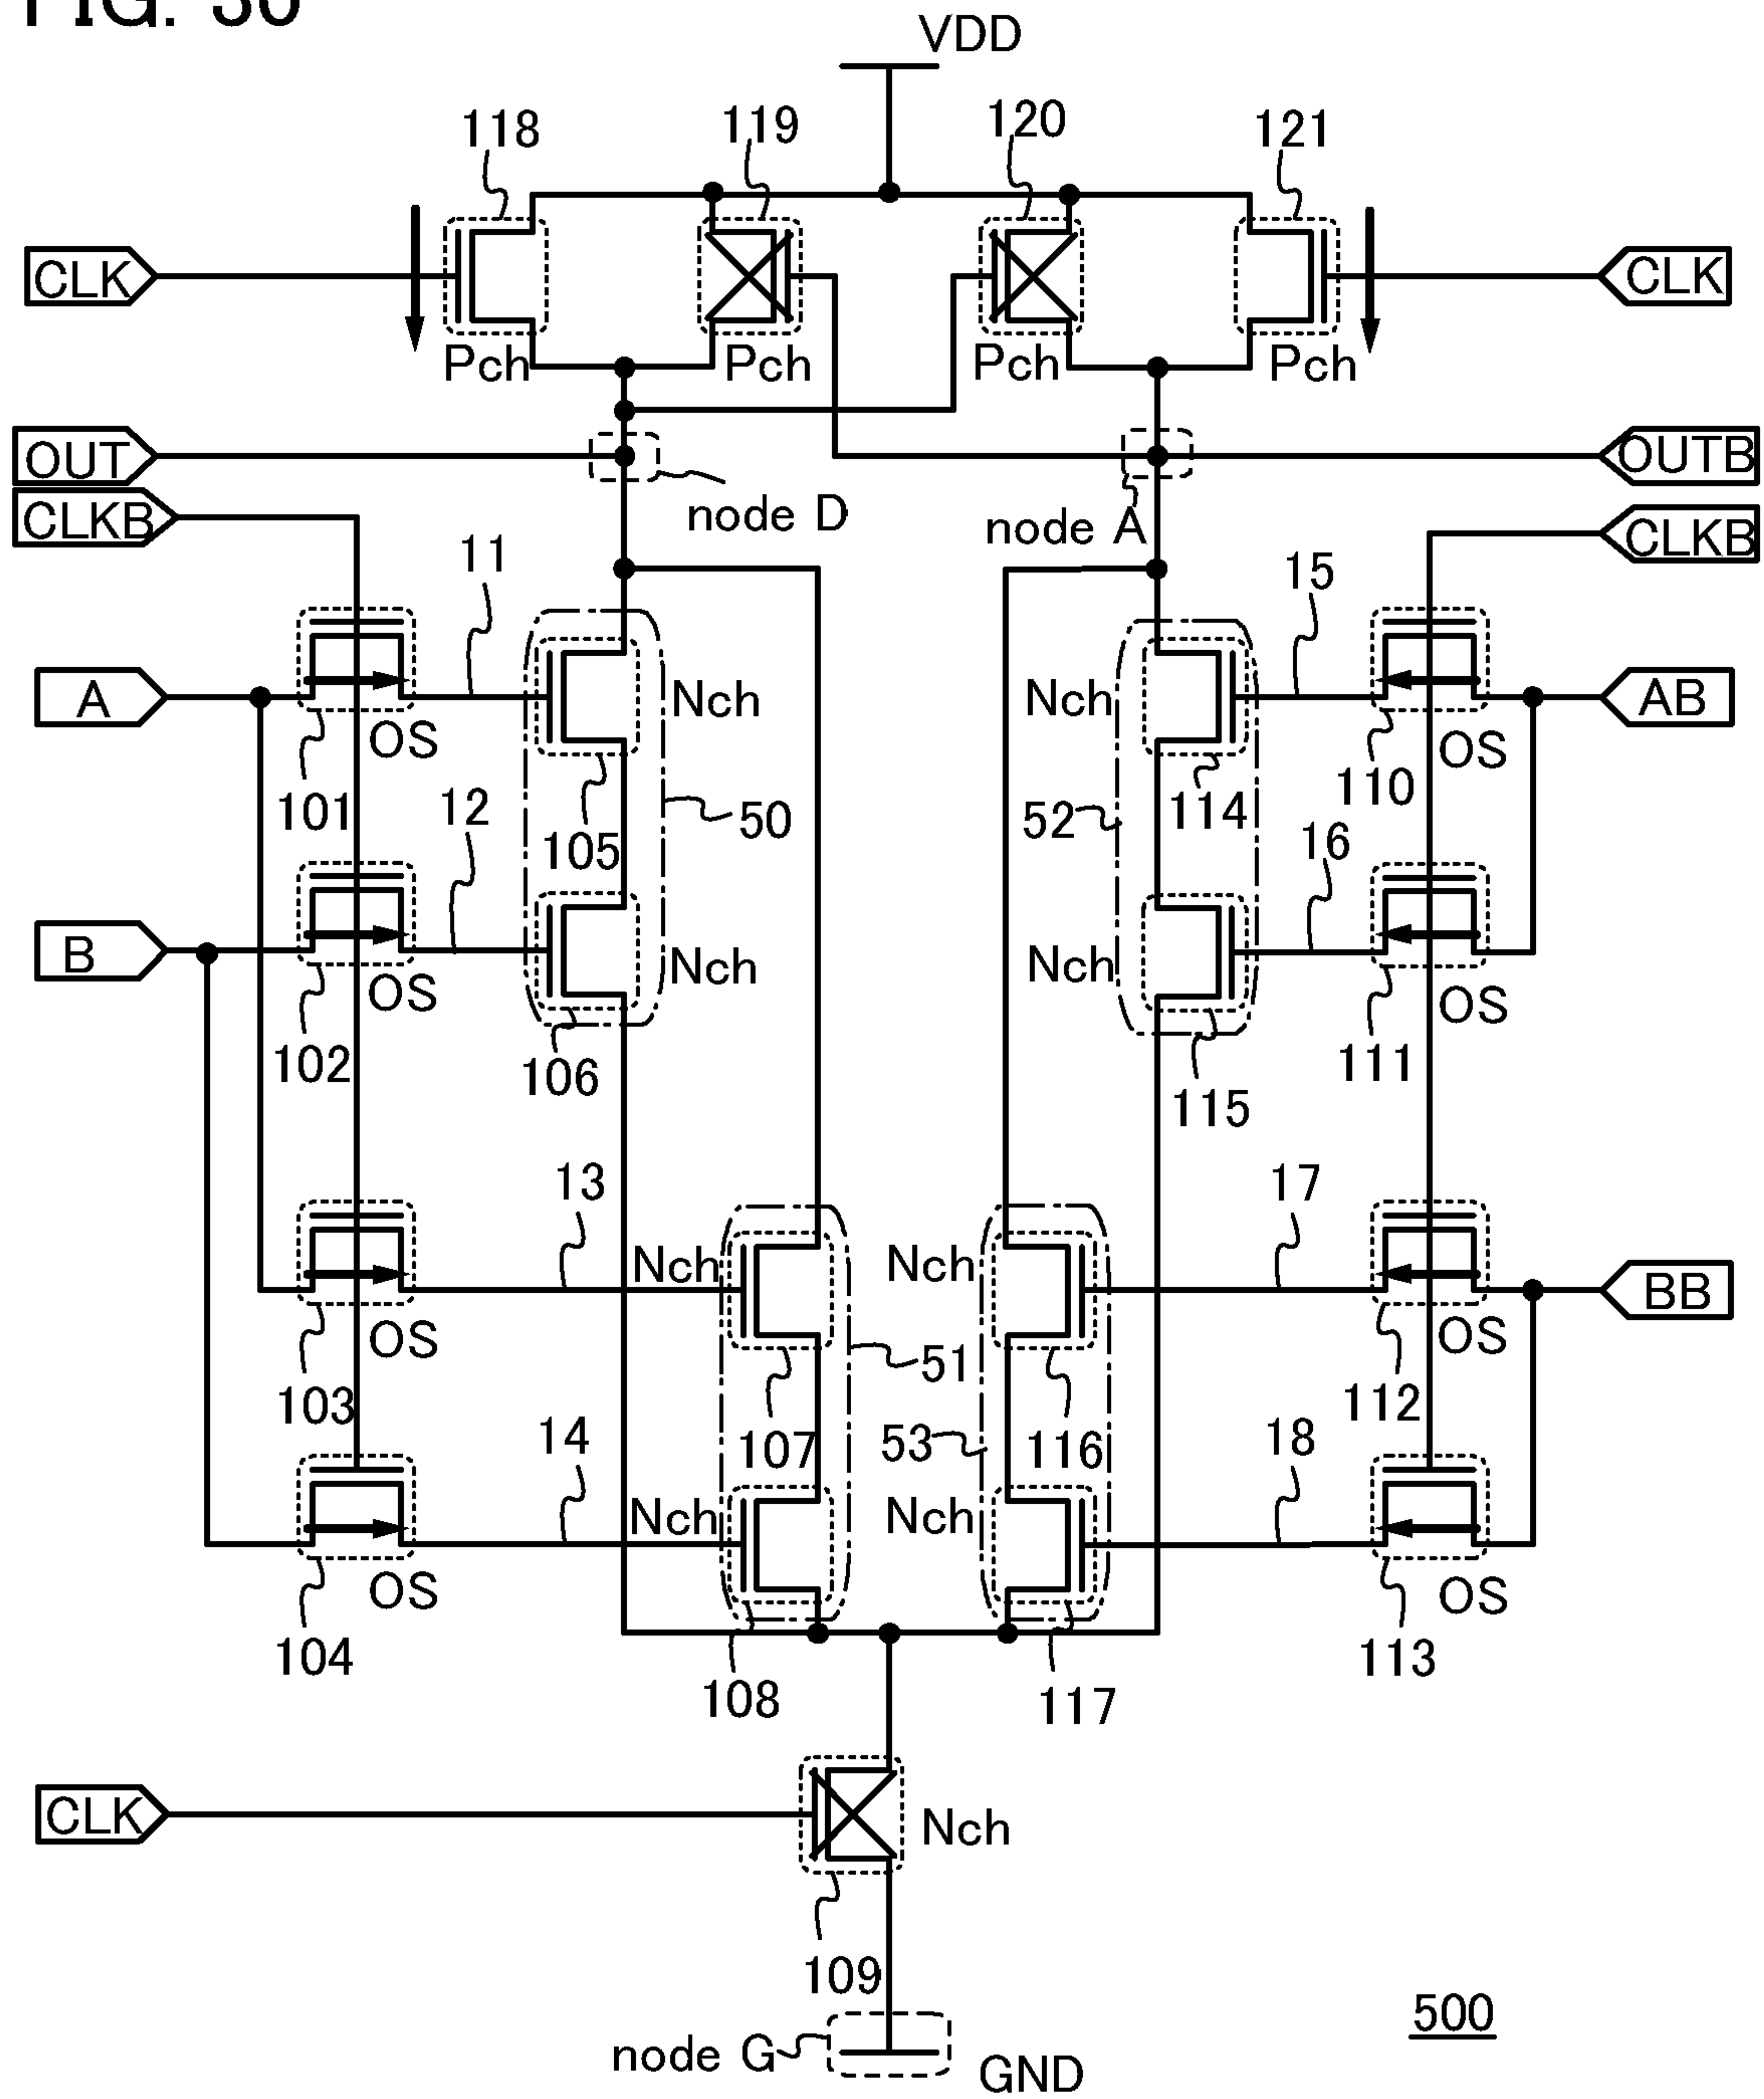 FIG. 30
VDD
118
119
120
121
CLK
CLK
Pch
Pch
Pch
Pch
OUT
OUTB
node D
node A
CLKB
CLKB
11
15
A
AB
Nch
Nch
OS
OS
101
110
12
50
52
114
105
16
B
BB
Nch
Nch
OS
OS
102
106
111
115
13
17
Nch
Nch
OS
OS
103
51
112
14
107
53
116
18
Nch
Nch
OS
OS
104
108
117
113
CLK
Nch
109
500
node G
GND